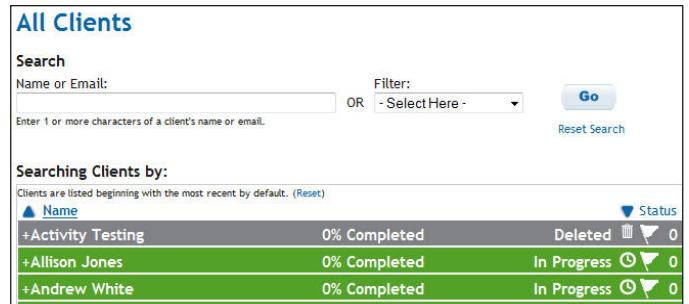 All Clients
Search
Name or Email:
Filter:
OR - Select Here - Go
Enter 1 or more characters of a client's name or email.
Reset Search
Searching Clients by:
Clients are listed beginning with the most recent by default. (Reset)
Name Status
+Activity Testing 0% Completed Deleted 0
+Allison Jones 0% Completed In Progress 0
+Andrew White 0% Completed In Progress 0